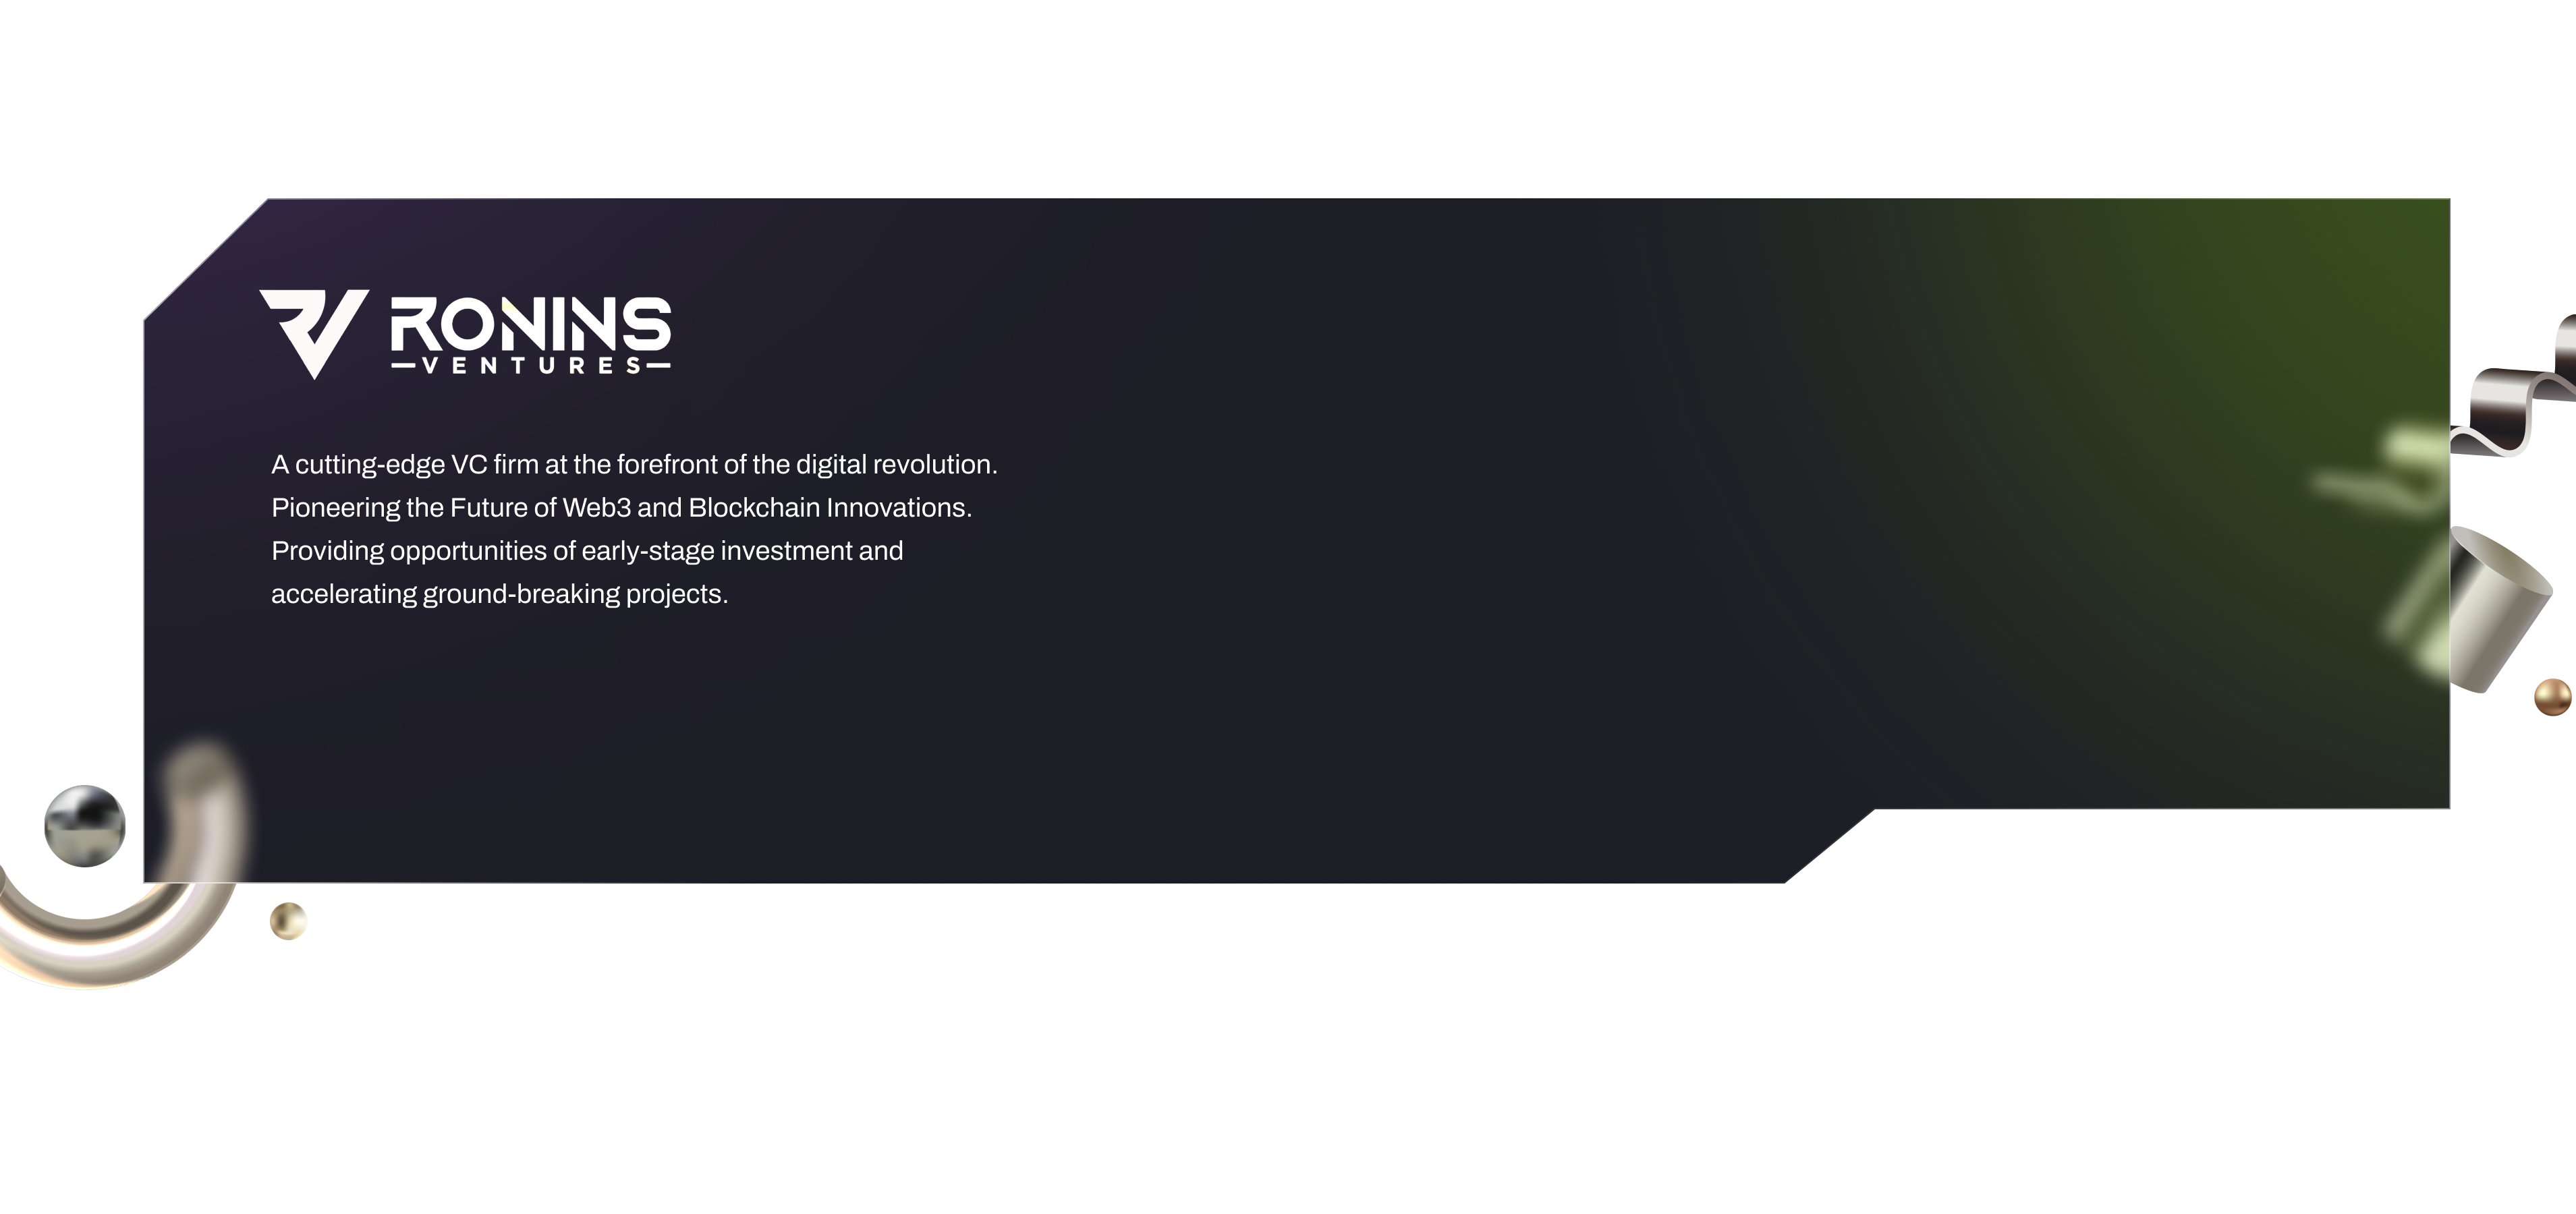 RONINS
VENTURES
A cutting-edge VC firm at the forefront of the digital revolution.
Pioneering the Future of Web3 and Blockchain Innovations.
Providing opportunities of early-stage investment and
accelerating ground-breaking projects.